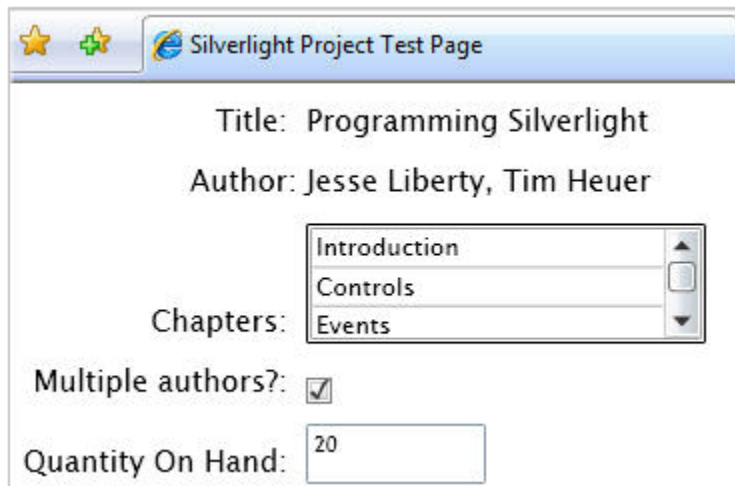 Silverlight Project Test Page
Title: Programming Silverlight
Author: Jesse Liberty, Tim Heuer
Introduction
Controls
Chapters: Events
Multiple authors?:
Quantity On Hand: 20